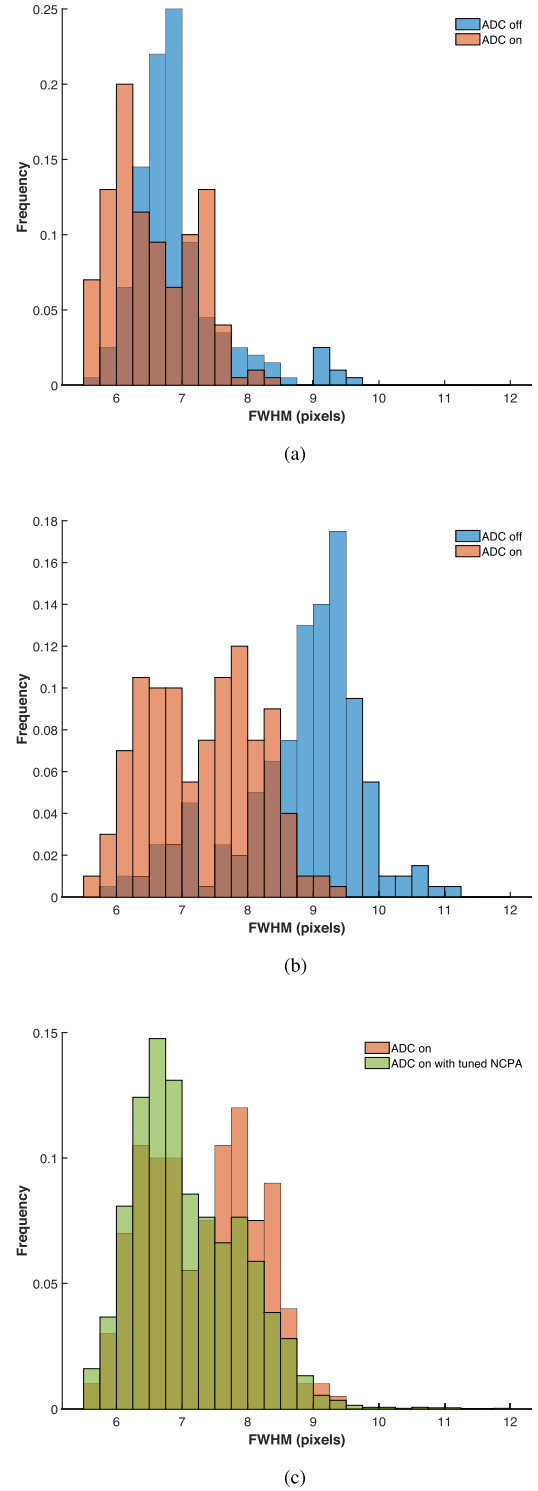 0.25
0.2
0.15
0.1
0.05
0
Frequency
6 7 8 9 10 11 12
FWHM (pixels)
ADC off
ADC on
(a)
0.18
0.16
0.14
0.12
0.1
0.08
0.06
0.04
0.02
0
Frequency
6 7 8 9 10 11 12
FWHM (pixels)
ADC off
ADC on
(b)
0.15
0.1
0.05
0
Frequency
6 7 8 9 10 11 12
FWHM (pixels)
ADC on
ADC on with tuned NCPA
(c)